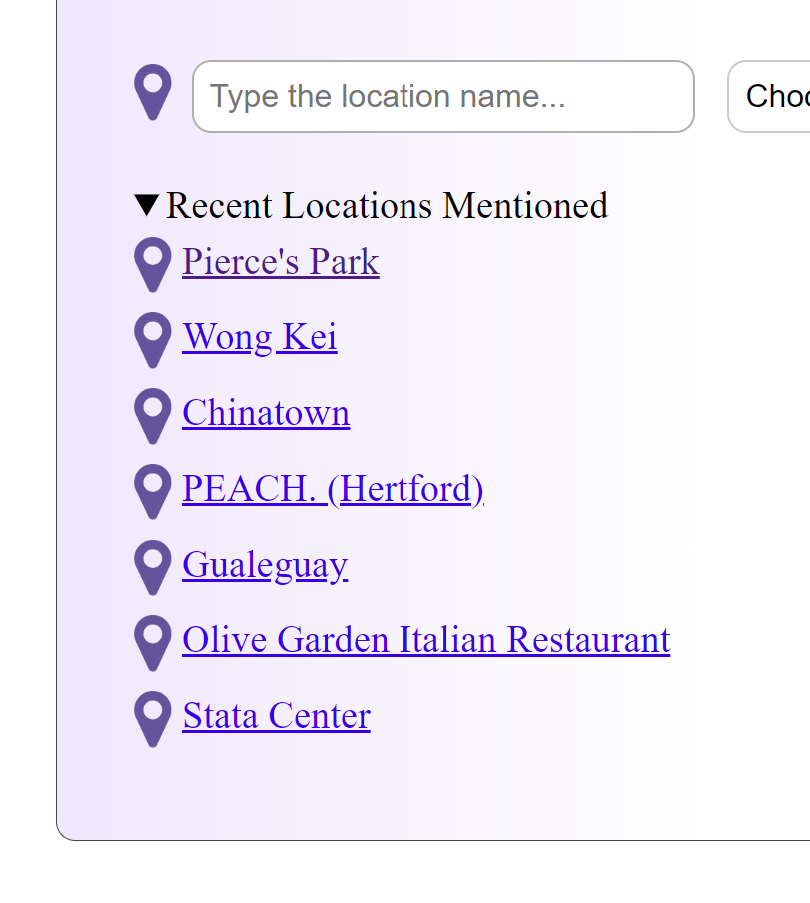 Type the location name...
Choo
Recent Locations Mentioned
Pierce's Park
Wong Kei
Chinatown
PEACH. (Hertford)
Gualeguay
Olive Garden Italian Restaurant
Stata Center